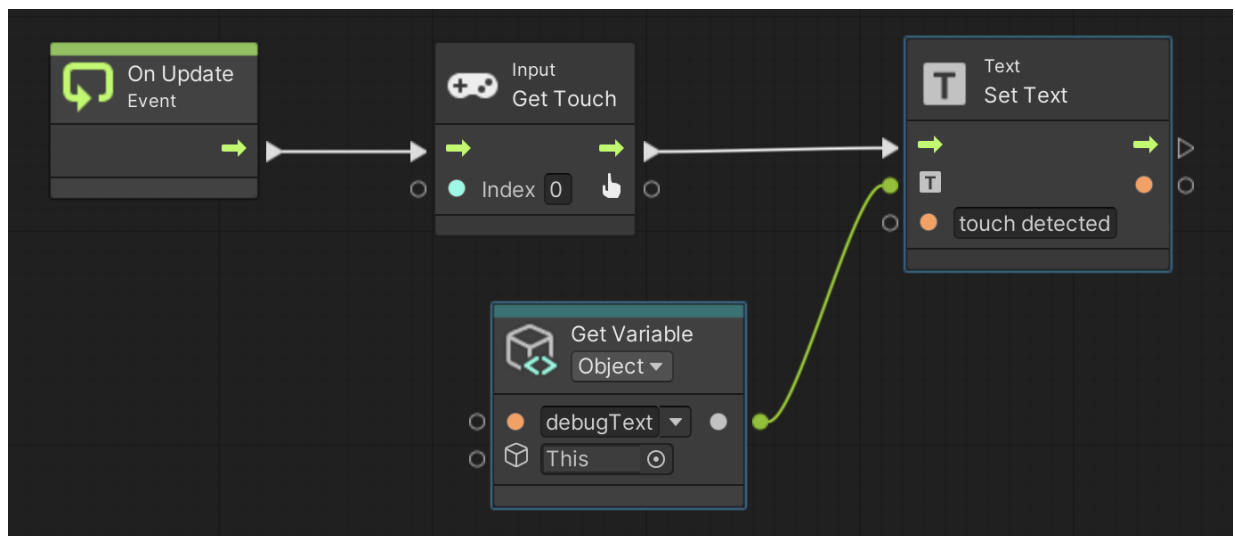 On Update
Event
Input
Get Touch
Index 0
Text
Set Text
T
T
touch detected
Get Variable
Object
debugText
This